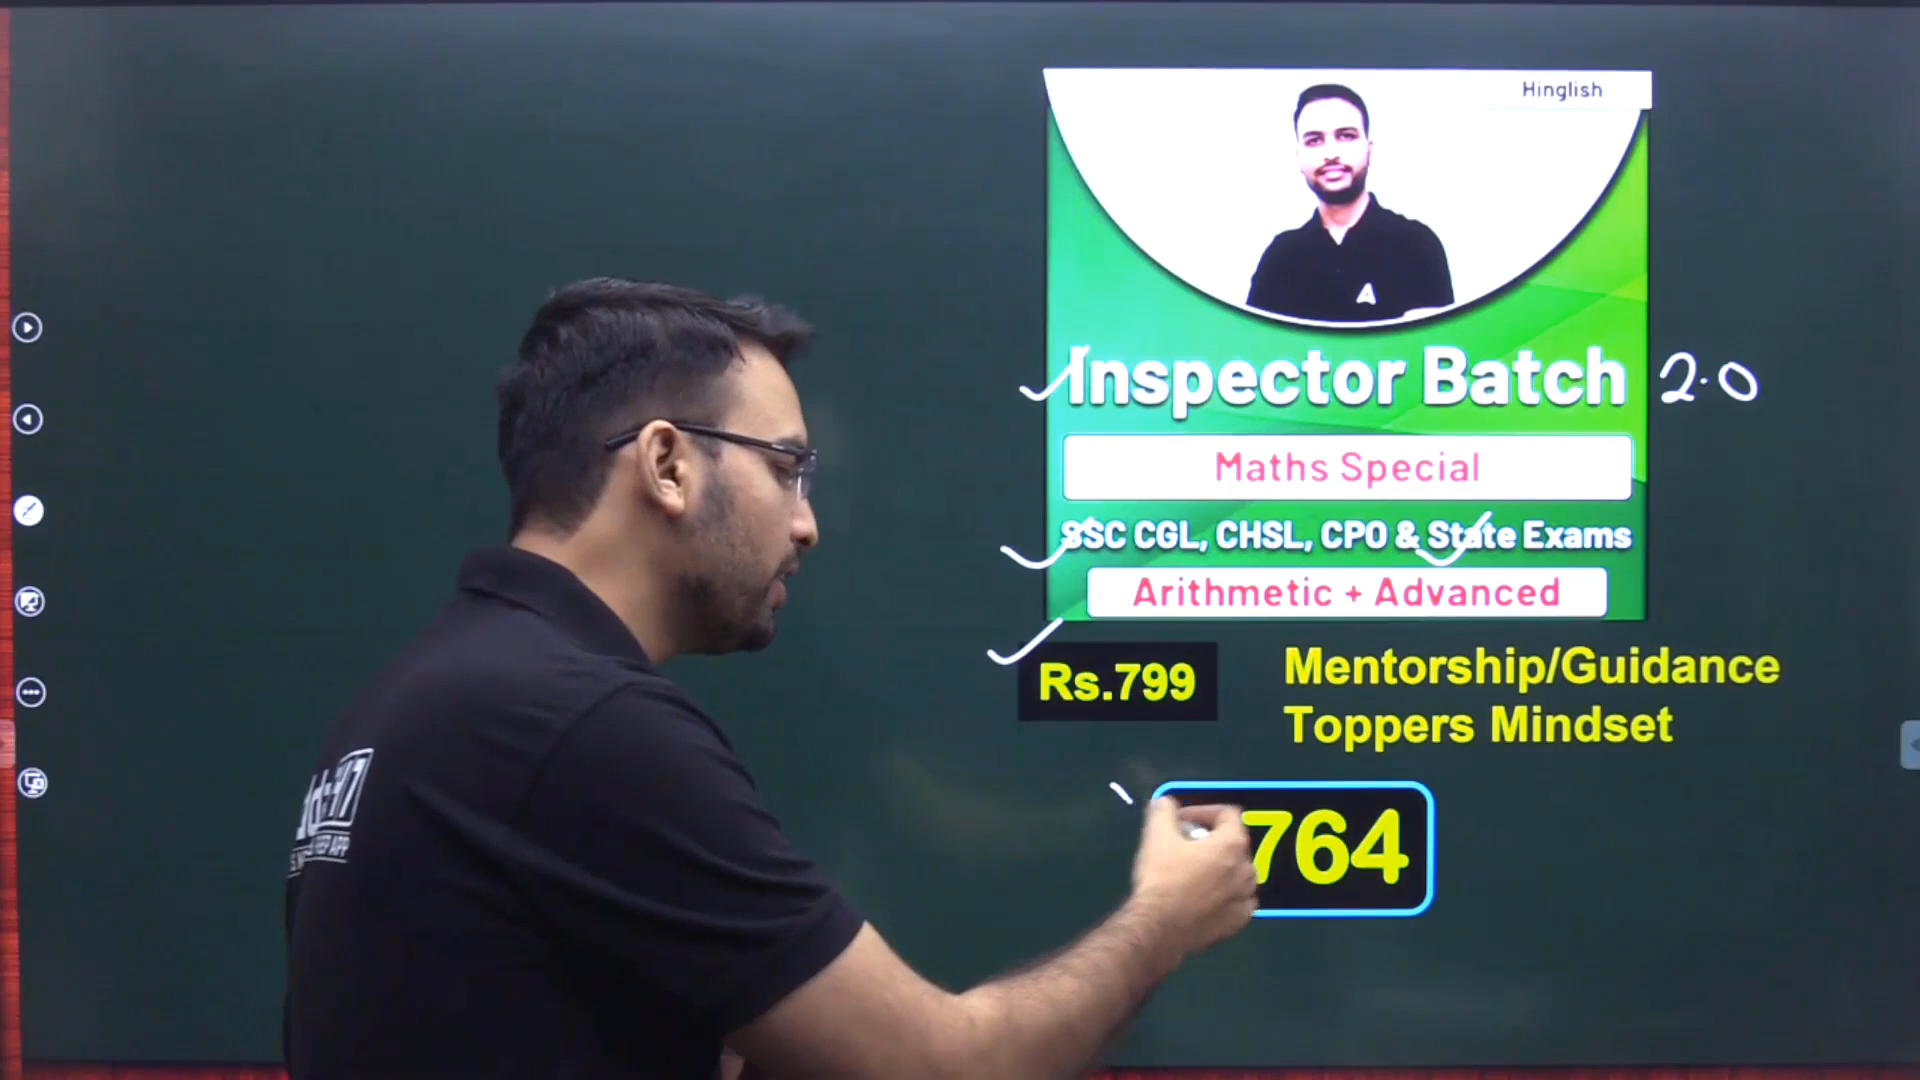 Hinglish
Inspector Batch 2.0
Maths Special
SSC CGL, CHSL, CPO & State Exams
Arithmetic + Advanced
Rs.799
Mentorship/Guidance
Toppers Mindset
764